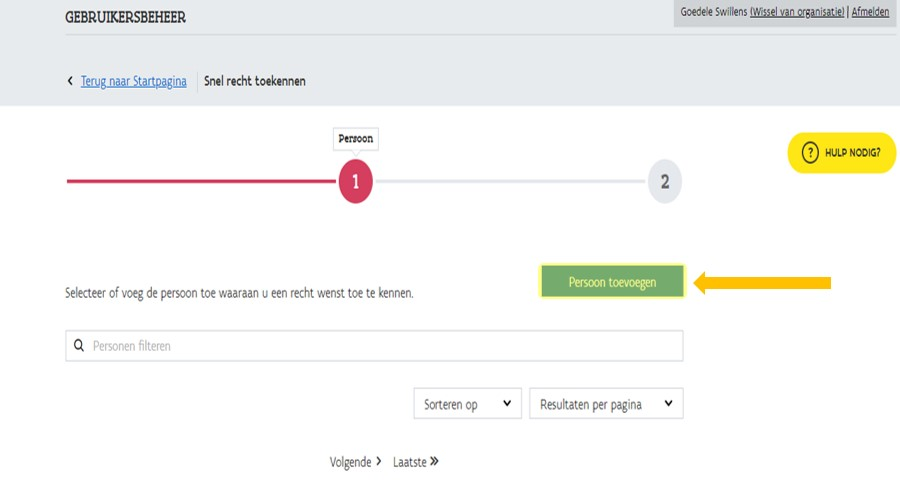 GEBRUIKERSBEHEER
Goedele Swillens (Wissel van organisatie) | Afmelden
Terug naar Startpagina | Snel recht toekennen
Persoon
1
2
? HULP NODIG?
Persoon toevoegen
Selecteer of voeg de persoon toe waaraan u een recht wenst toe te kennen.
Personen filteren
Sorteren op
Resultaten per pagina
Volgende > Laatste »